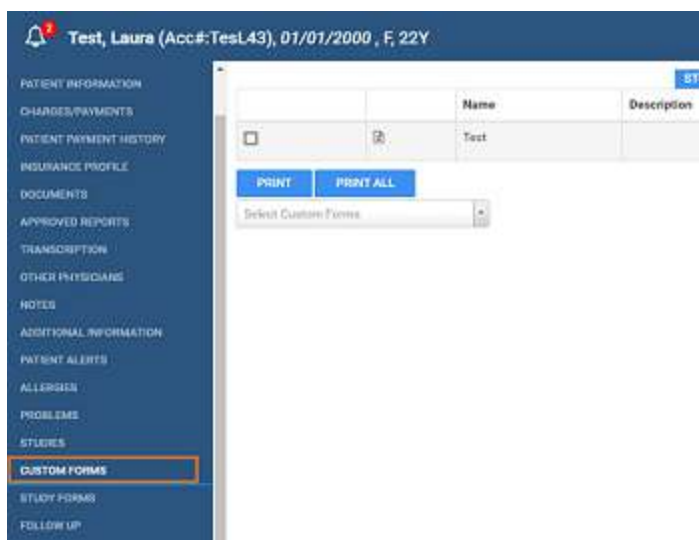 2
Test, Laura (Acc#:TesL43), 01/01/2000 , F, 22Y
PATIENT INFORMATION
CHARGES/PAYMENTS
PATIENT PAYMENT HISTORY
INSURANCE PROFILE
DOCUMENTS
APPROVED REPORTS
TRANSCRIPTION
OTHER PHYSICIANS
NOTES
ADDITIONAL INFORMATION
PATIENT ALERTS
ALLERGIES
PROBLEMS
STUDIES
CUSTOM FORMS
STUDY FORMS
FOLLOW UP
ST
Name Description
Test
PRINT PRINT ALL
Select Custom Forms